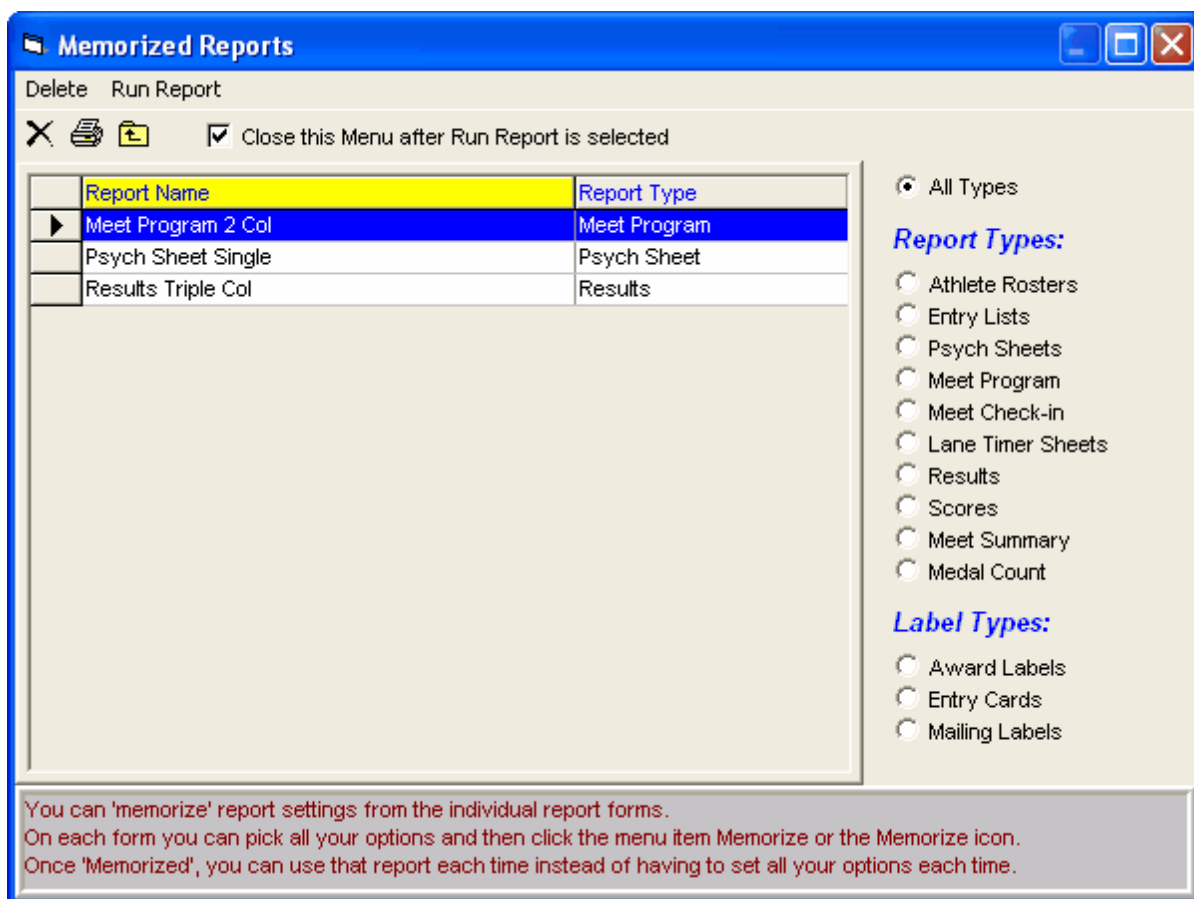 Memorized Reports
Delete Run Report
Close this Menu after Run Report is selected
Report Name Report Type
Meet Program 2 Col Meet Program
Psych Sheet Single Psych Sheet
Results Triple Col Results
All Types
Report Types:
Athlete Rosters
Entry Lists
Psych Sheets
Meet Program
Meet Check-in
Lane Timer Sheets
Results
Scores
Meet Summary
Medal Count
Label Types:
Award Labels
Entry Cards
Mailing Labels
You can 'memorize' report settings from the individual report forms.
On each form you can pick all your options and then click the menu item Memorize or the Memorize icon.
Once 'Memorized', you can use that report each time instead of having to set all your options each time.